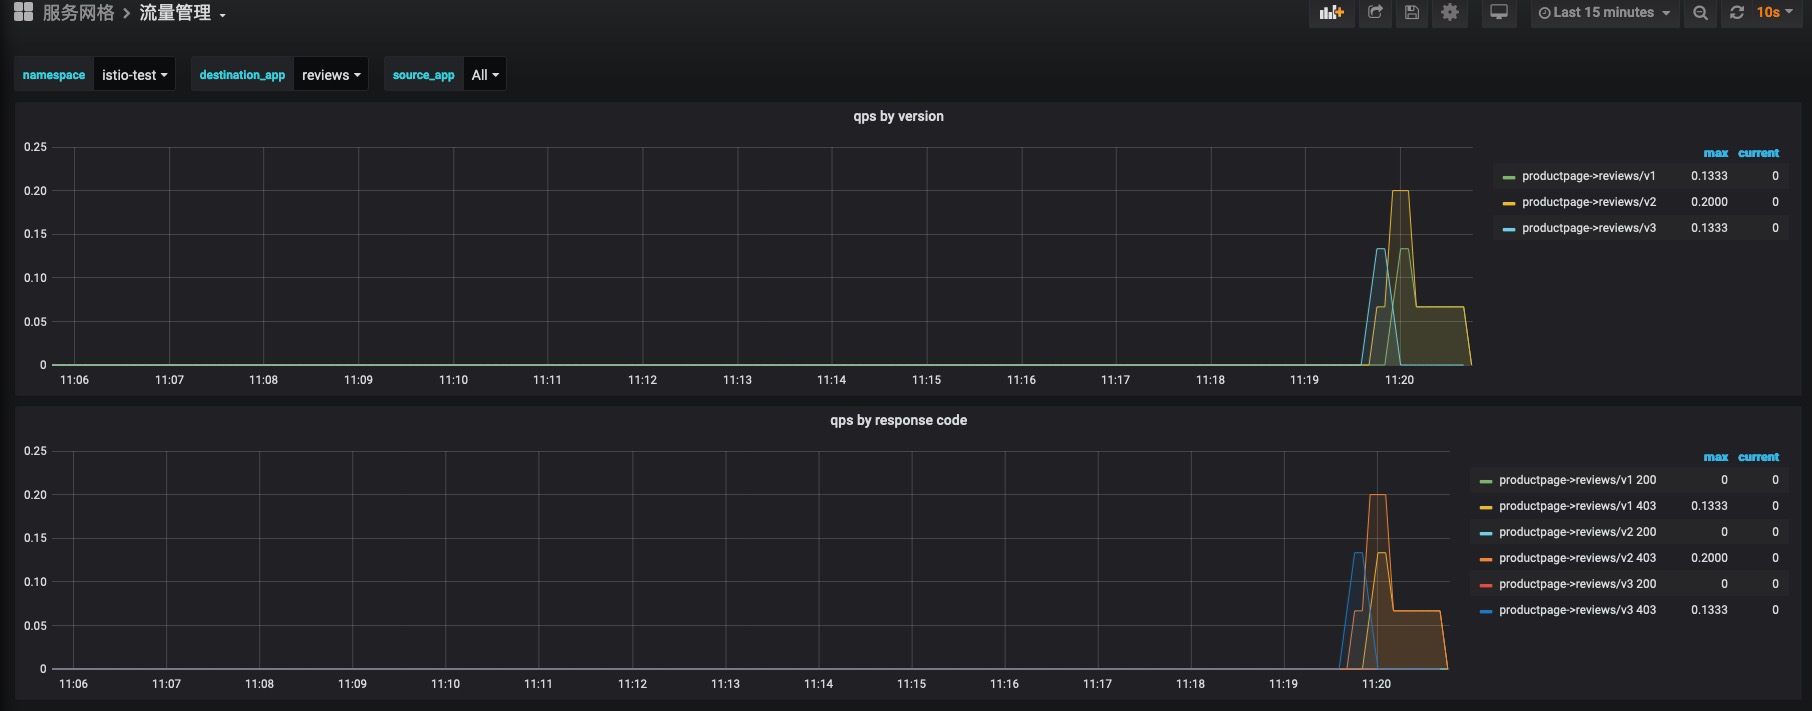 服务网格 > 流量管理
Last 15 minutes 10s
namespace istio-test destination_app reviews source_app All
qps by version
0.25
0.20
0.15
0.10
0.05
0
11:06 11:07 11:08 11:09 11:10 11:11 11:12 11:13 11:14 11:15 11:16 11:17 11:18 11:19 11:20
max current
productpage->reviews/v1 0.1333 0
productpage->reviews/v2 0.2000 0
productpage->reviews/v3 0.1333 0
qps by response code
0.25
0.20
0.15
0.10
0.05
0
11:06 11:07 11:08 11:09 11:10 11:11 11:12 11:13 11:14 11:15 11:16 11:17 11:18 11:19 11:20
max current
productpage->reviews/v1 200 0 0
productpage->reviews/v1 403 0.1333 0
productpage->reviews/v2 200 0 0
productpage->reviews/v2 403 0.2000 0
productpage->reviews/v3 200 0 0
productpage->reviews/v3 403 0.1333 0